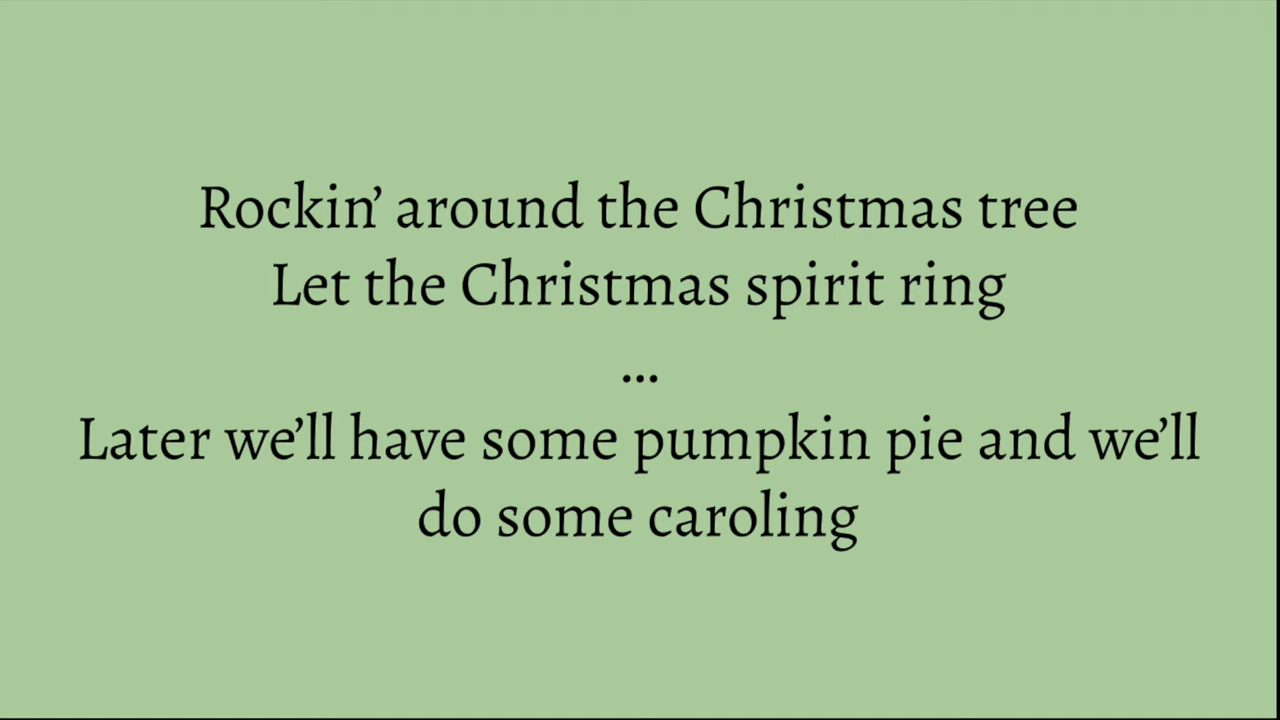 Rockin’ around the Christmas tree
Let the Christmas spirit ring
...
Later we’ll have some pumpkin pie and we’ll
do some caroling